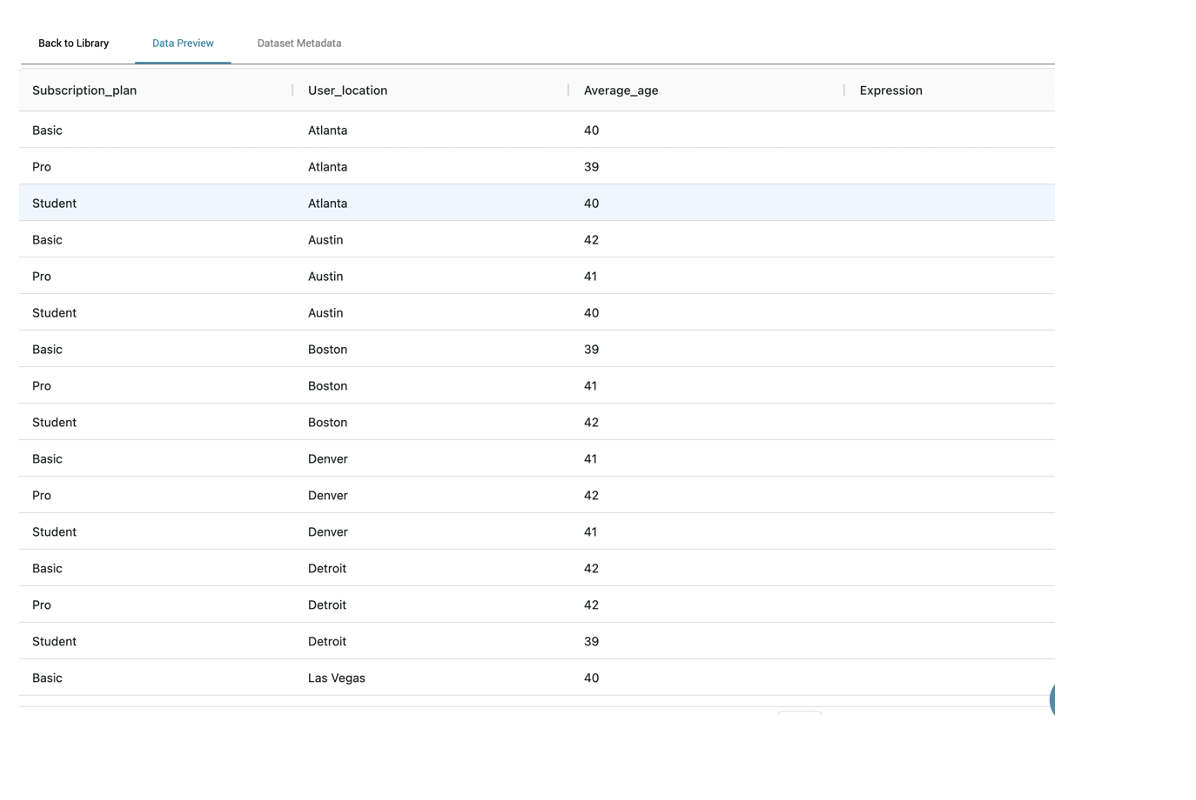 Back to Library Data Preview Dataset Metadata
Subscription_plan User_location Average_age Expression
Basic Atlanta 40
Pro Atlanta 39
Student Atlanta 40
Basic Austin 42
Pro Austin 41
Student Austin 40
Basic Boston 39
Pro Boston 41
Student Boston 42
Basic Denver 41
Pro Denver 42
Student Denver 41
Basic Detroit 42
Pro Detroit 42
Student Detroit 39
Basic Las Vegas 40